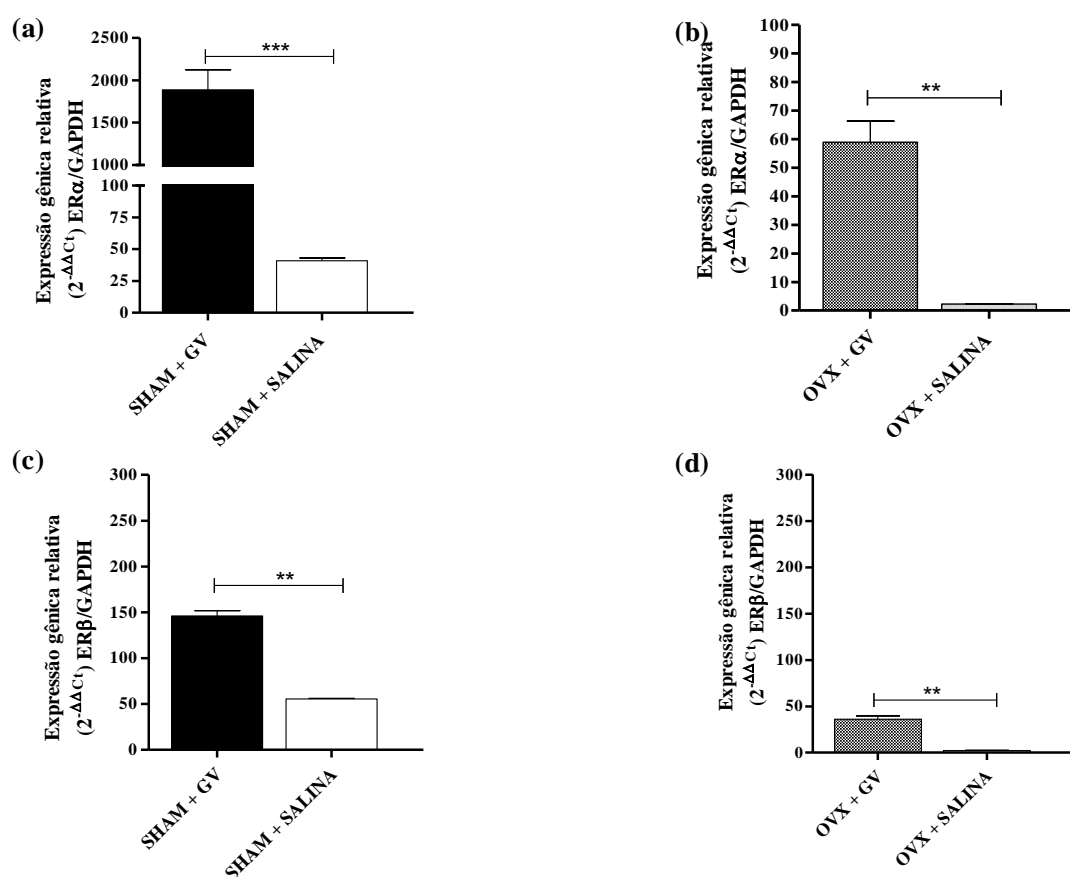 (a)
Expressão gênica relativa
(2-ΔΔCt) ERα/GAPDH
2500
2000
1500
1000
100
75
50
25
0
***
SHAM + GV
SHAM + SALINA
(b)
Expressão gênica relativa
(2-ΔΔCt) ERα/GAPDH
100
90
80
70
60
50
40
30
20
10
0
**
OVX + GV
OVX + SALINA
(c)
Expressão gênica relativa
(2-ΔΔCt) ERβ/GAPDH
300
250
200
150
100
50
0
**
SHAM + GV
SHAM + SALINA
(d)
Expressão gênica relativa
(2-ΔΔCt) ERβ/GAPDH
300
250
200
150
100
50
0
**
OVX + GV
OVX + SALINA